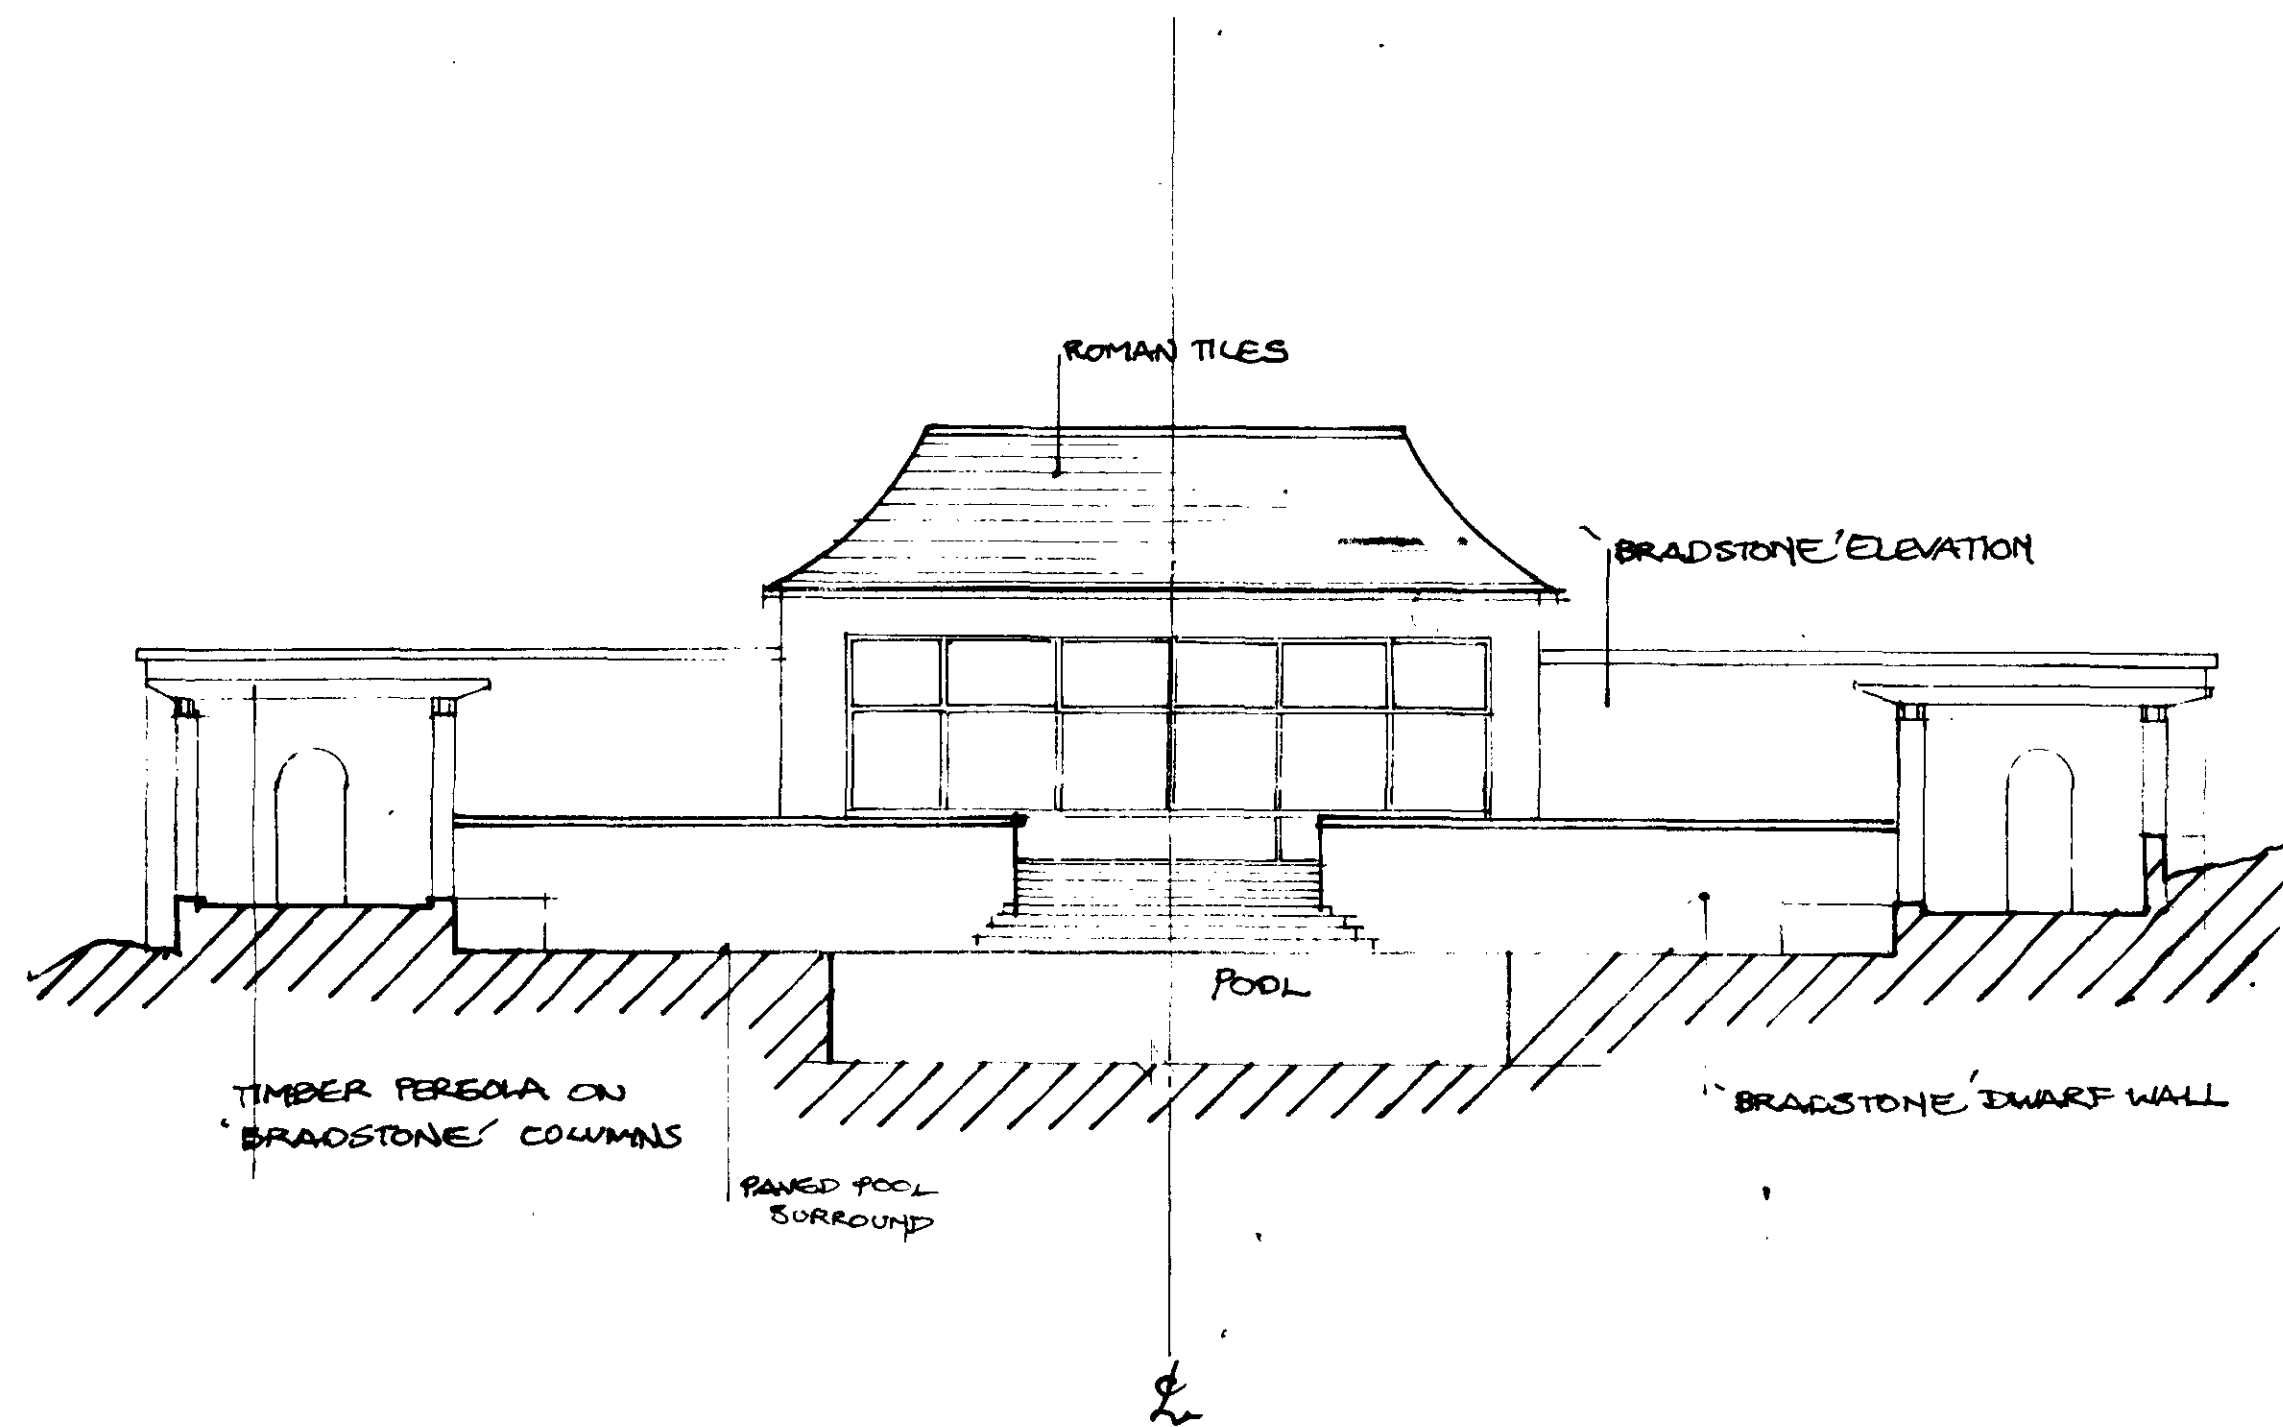 ROMAN TILES
'BRADSTONE' ELEVATION
POOL
TIMBER PERGOLA ON
'BRADSTONE' COLUMNS
'BRADSTONE' DWARF WALL
PAVED POOL
SURROUND
℄